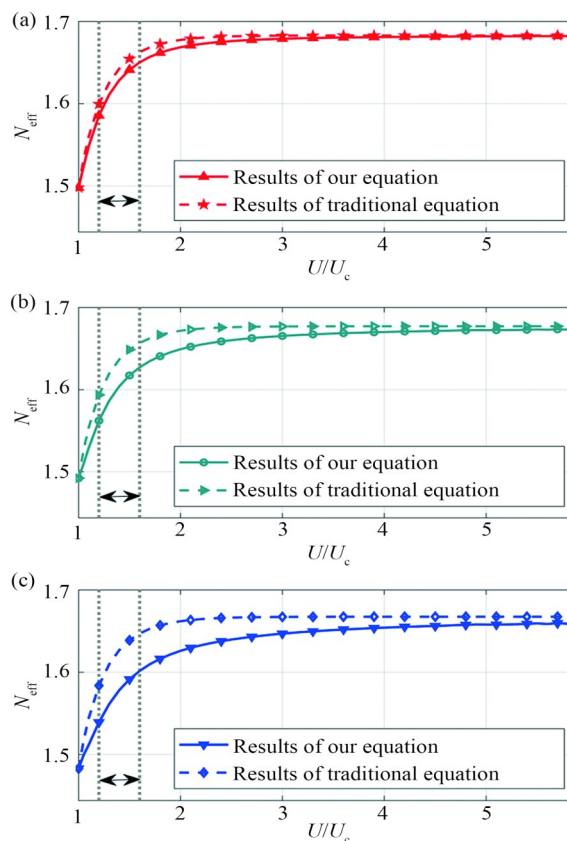 (a)
1.7
1.6
1.5
N_eff
Results of our equation
Results of traditional equation
1 2 3 4 5
U/U_c
(b)
1.7
1.6
1.5
N_eff
Results of our equation
Results of traditional equation
1 2 3 4 5
U/U_c
(c)
1.7
1.6
1.5
N_eff
Results of our equation
Results of traditional equation
1 2 3 4 5
U/U_c